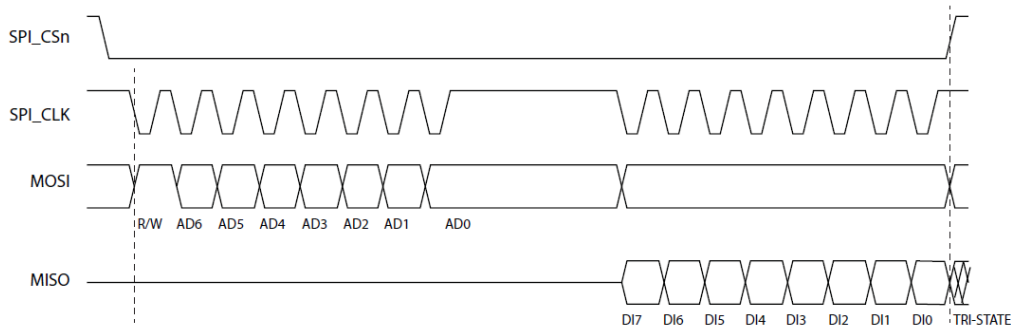 SPI_CSn
SPI_CLK
MOSI
R/W AD6 AD5 AD4 AD3 AD2 AD1 AD0
MISO
DI7 DI6 DI5 DI4 DI3 DI2 DI1 DI0 TRI-STATE